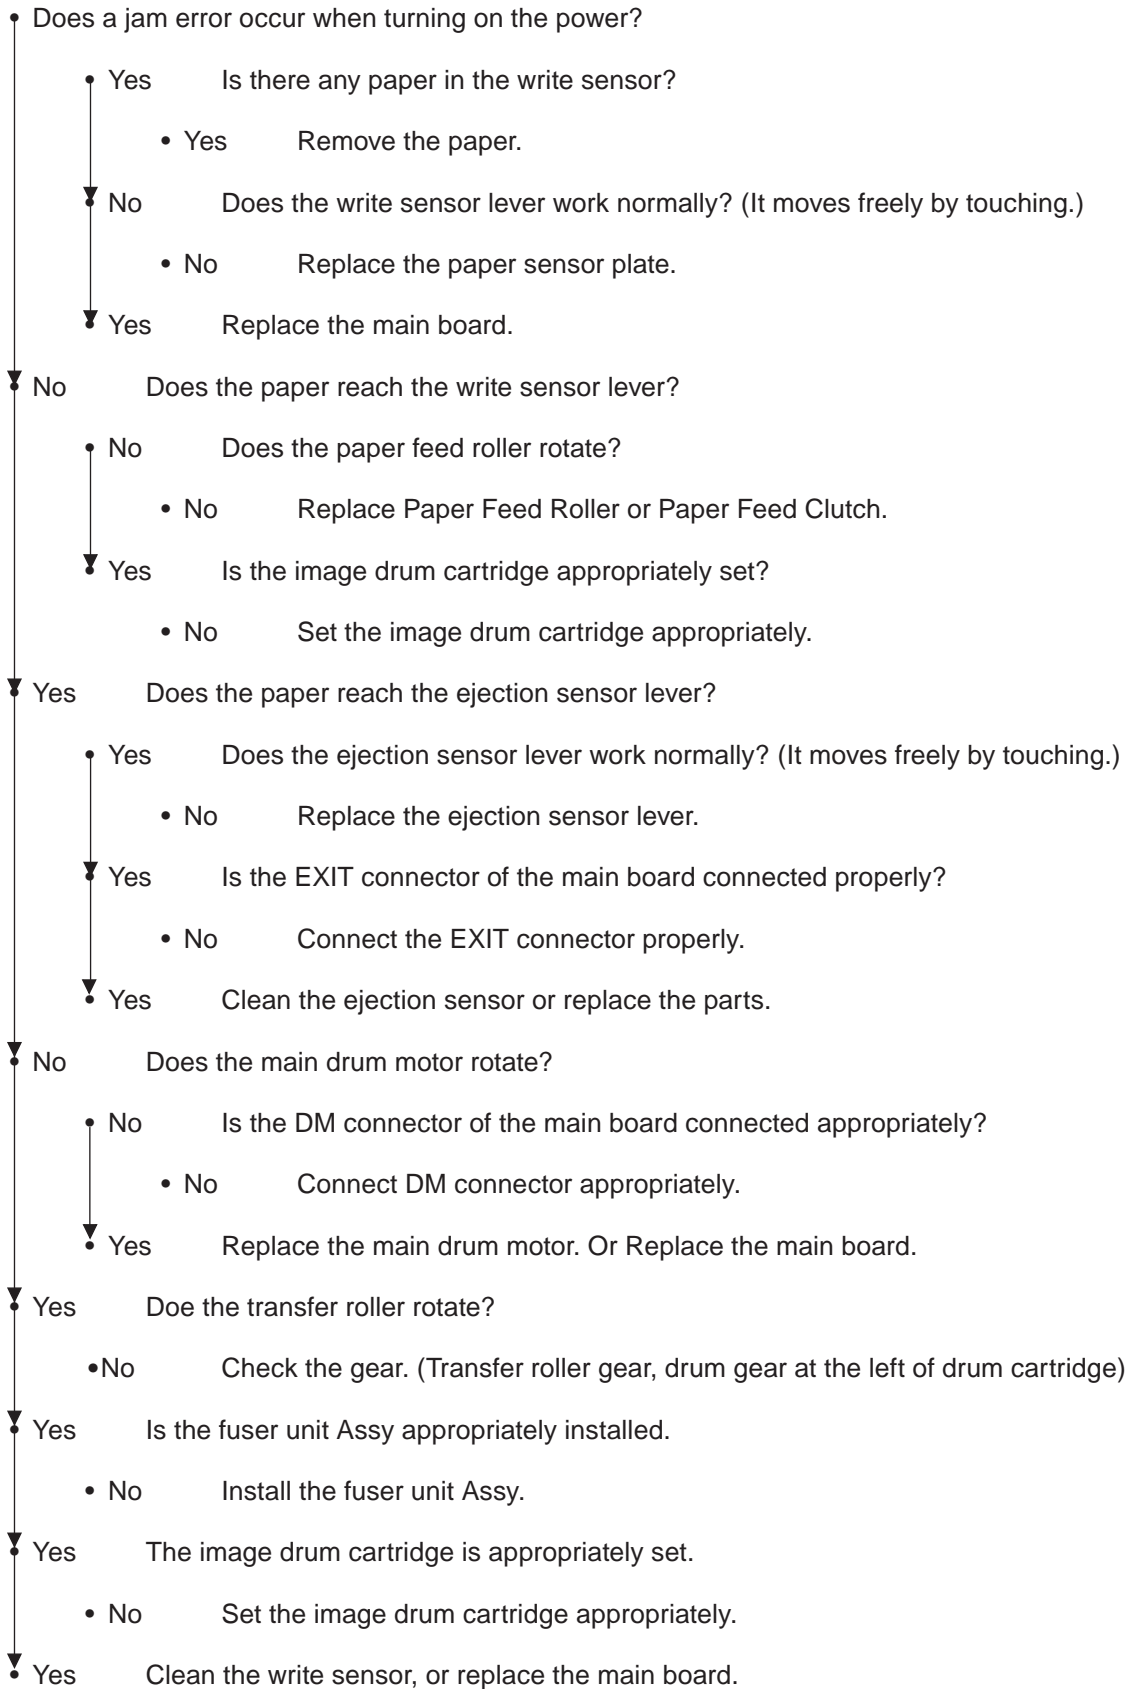 • Does a jam error occur when turning on the power?
• Yes Is there any paper in the write sensor?
• Yes Remove the paper.
• No Does the write sensor lever work normally? (It moves freely by touching.)
• No Replace the paper sensor plate.
• Yes Replace the main board.
• No Does the paper reach the write sensor lever?
• No Does the paper feed roller rotate?
• No Replace Paper Feed Roller or Paper Feed Clutch.
• Yes Is the image drum cartridge appropriately set?
• No Set the image drum cartridge appropriately.
• Yes Does the paper reach the ejection sensor lever?
• Yes Does the ejection sensor lever work normally? (It moves freely by touching.)
• No Replace the ejection sensor lever.
• Yes Is the EXIT connector of the main board connected properly?
• No Connect the EXIT connector properly.
• Yes Clean the ejection sensor or replace the parts.
• No Does the main drum motor rotate?
• No Is the DM connector of the main board connected appropriately?
• No Connect DM connector appropriately.
• Yes Replace the main drum motor. Or Replace the main board.
• Yes Doe the transfer roller rotate?
•No Check the gear. (Transfer roller gear, drum gear at the left of drum cartridge)
• Yes Is the fuser unit Assy appropriately installed.
• No Install the fuser unit Assy.
• Yes The image drum cartridge is appropriately set.
• No Set the image drum cartridge appropriately.
• Yes Clean the write sensor, or replace the main board.